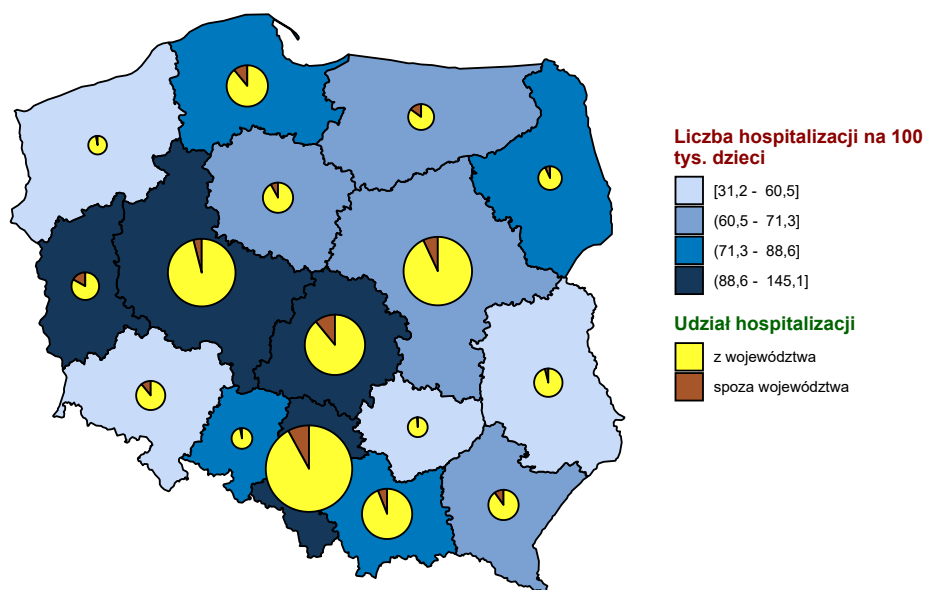 Liczba hospitalizacji na 100
tys. dzieci
[31,2 - 60,5]
(60,5 - 71,3]
(71,3 - 88,6]
(88,6 - 145,1]
Udział hospitalizacji
z województwa
spoza województwa